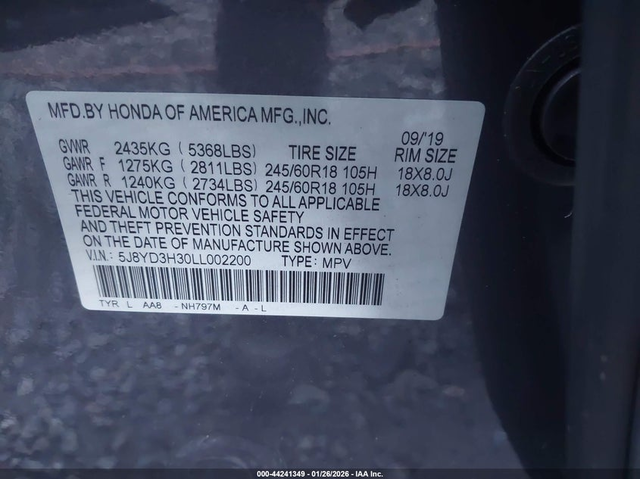 MFD.BY HONDA OF AMERICA MFG.,INC.
GVWR 2435KG ( 5368LBS) TIRE SIZE 09/'19 RIM SIZE
GAWR F 1275KG ( 2811LBS) 245/60R18 105H 18X8.0J
GAWR R 1240KG ( 2734LBS) 245/60R18 105H 18X8.0J
THIS VEHICLE CONFORMS TO ALL APPLICABLE
FEDERAL MOTOR VEHICLE SAFETY
AND THEFT PREVENTION STANDARDS IN EFFECT
ON THE DATE OF MANUFACTURE SHOWN ABOVE.
V.I.N.: 5J8YD3H30LL002200 TYPE: MPV
TYR L AA8 -NH797M -A -L
000-44241349 | 01/26/2026 | IAA Inc.